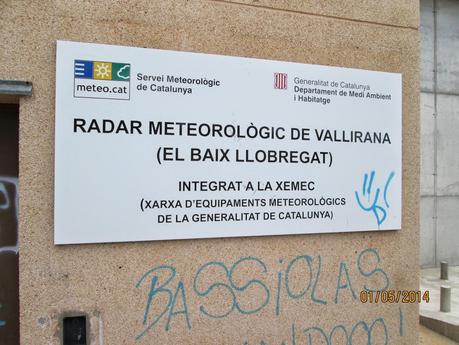 meteo.cat
Servei Meteorològic
de Catalunya
Generalitat de Catalunya
Departament de Medi Ambient
i Habitatge
RADAR METEOROLÒGIC DE VALLIRANA
(EL BAIX LLOBREGAT)
INTEGRAT A LA XEMEC
(XARXA D'EQUIPAMENTS METEOROLÒGICS
DE LA GENERALITAT DE CATALUNYA)
BASSIOLAS
01/05/2014